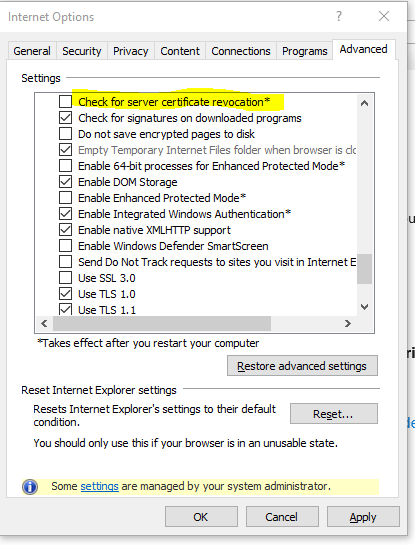 Internet Options
General Security Privacy Content Connections Programs Advanced
Settings
Check for server certificate revocation*
Check for signatures on downloaded programs
Do not save encrypted pages to disk
Empty Temporary Internet Files folder when browser is clo
Enable 64-bit processes for Enhanced Protected Mode*
Enable DOM Storage
Enable Enhanced Protected Mode*
Enable Integrated Windows Authentication*
Enable native XMLHTTP support
Enable Windows Defender SmartScreen
Send Do Not Track requests to sites you visit in Internet E
Use SSL 3.0
Use TLS 1.0
Use TLS 1.1
*Takes effect after you restart your computer
Restore advanced settings
Reset Internet Explorer settings
Resets Internet Explorer's settings to their default
condition.
Reset...
You should only use this if your browser is in an unusable state.
Some settings are managed by your system administrator.
OK Cancel Apply